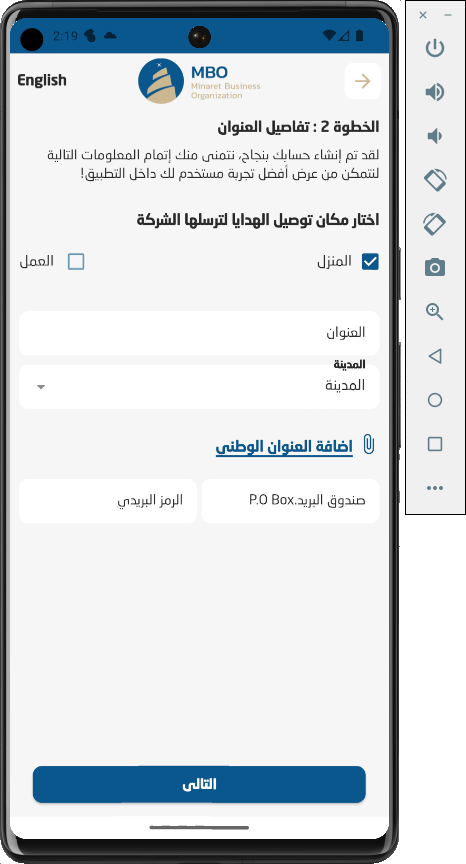 2:19
English
MBO
Minaret Business
Organization
الخطوة 2 : تفاصيل العنوان
لقد تم إنشاء حسابك بنجاح، نتمنى منك إتمام المعلومات التالية
لنتمكن من عرض أفضل تجربة مستخدم لك داخل التطبيق!
اختار مكان توصيل الهدايا لترسلها الشركة
المنزل
العمل
العنوان
المدينة
المدينة
اضافة العنوان الوطنى
صندوق البريد.P.O Box
الرمز البريدي
التالى